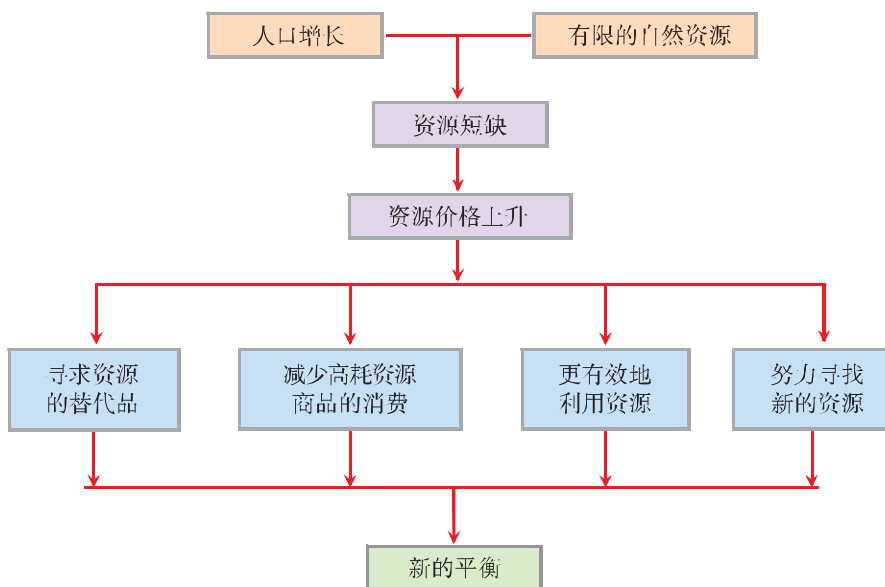 人口增长
有限的自然资源
资源短缺
资源价格上升
寻求资源
的替代品
减少高耗资源
商品的消费
更有效地
利用资源
努力寻找
新的资源
新的平衡